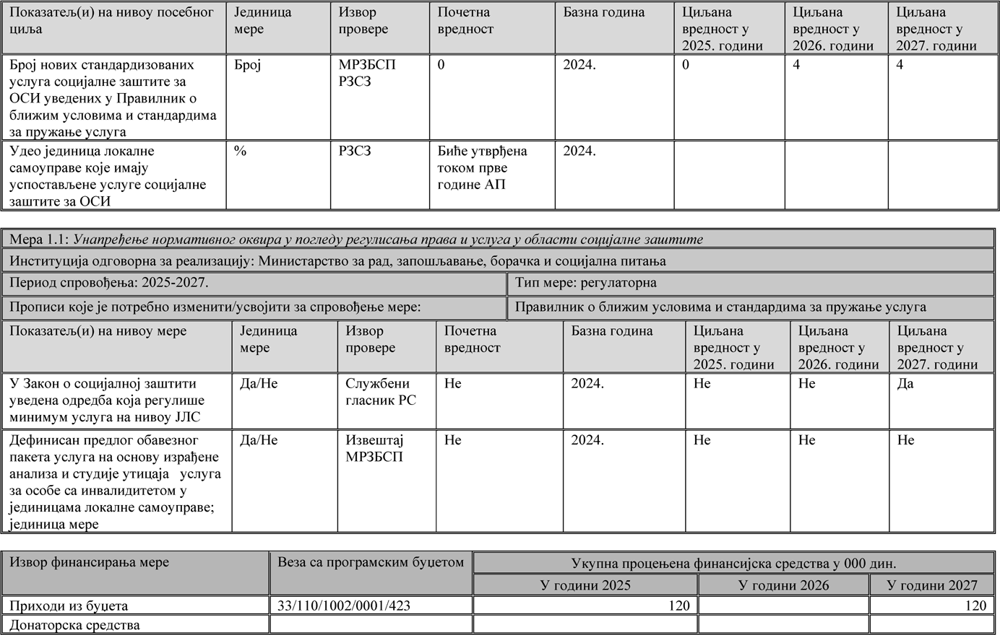 Показатељ(и) на нивоу посебног циља | Јединица мере | Извор провере | Почетна вредност | Базна година | Циљана вредност у 2025. години | Циљана вредност у 2026. години | Циљана вредност у 2027. години
Број нових стандардизованих услуга социјалне заштите за ОСИ уведених у Правилник о ближим условима и стандардима за пружање услуга | Број | МРЗБСП РЗСЗ | 0 | 2024. | 0 | 4 | 4
Удео јединица локалне самоуправе које имају успостављене услуге социјалне заштите за ОСИ | % | РЗСЗ | Биће утврђена током прве године АП | 2024.
Мера 1.1: Унапређење нормативног оквира у погледу регулисања права и услуга у области социјалне заштите
Институција одговорна за реализацију: Министарство за рад, запошљавање, борачка и социјална питања
Период спровођења: 2025-2027. | Тип мере: регулаторна
Прописи које је потребно изменити/усвојити за спровођење мере: | Правилник о ближим условима и стандардима за пружање услуга
Показатељ(и) на нивоу мере | Јединица мере | Извор провере | Почетна вредност | Базна година | Циљана вредност у 2025. години | Циљана вредност у 2026. години | Циљана вредност у 2027. години
У Закон о социјалној заштити уведена одредба која регулише минимум услуга на нивоу ЈЛС | Да/Не | Службени гласник РС | Не | 2024. | Не | Не | Да
Дефинисан предлог обавезног пакета услуга на основу израђене анализа и студије утицаја услуга за особе са инвалидитетом у јединицама локалне самоуправе; јединица мере | Да/Не | Извештај МРЗБСП | Не | 2024. | Не | Не | Не
Извор финансирања мере | Веза са програмским буџетом | Укупна процењена финансијска средства у 000 дин.
У години 2025 | У години 2026 | У години 2027
Приходи из буџета | 33/110/1002/0001/423 | 120 | | 120
Донаторска средства